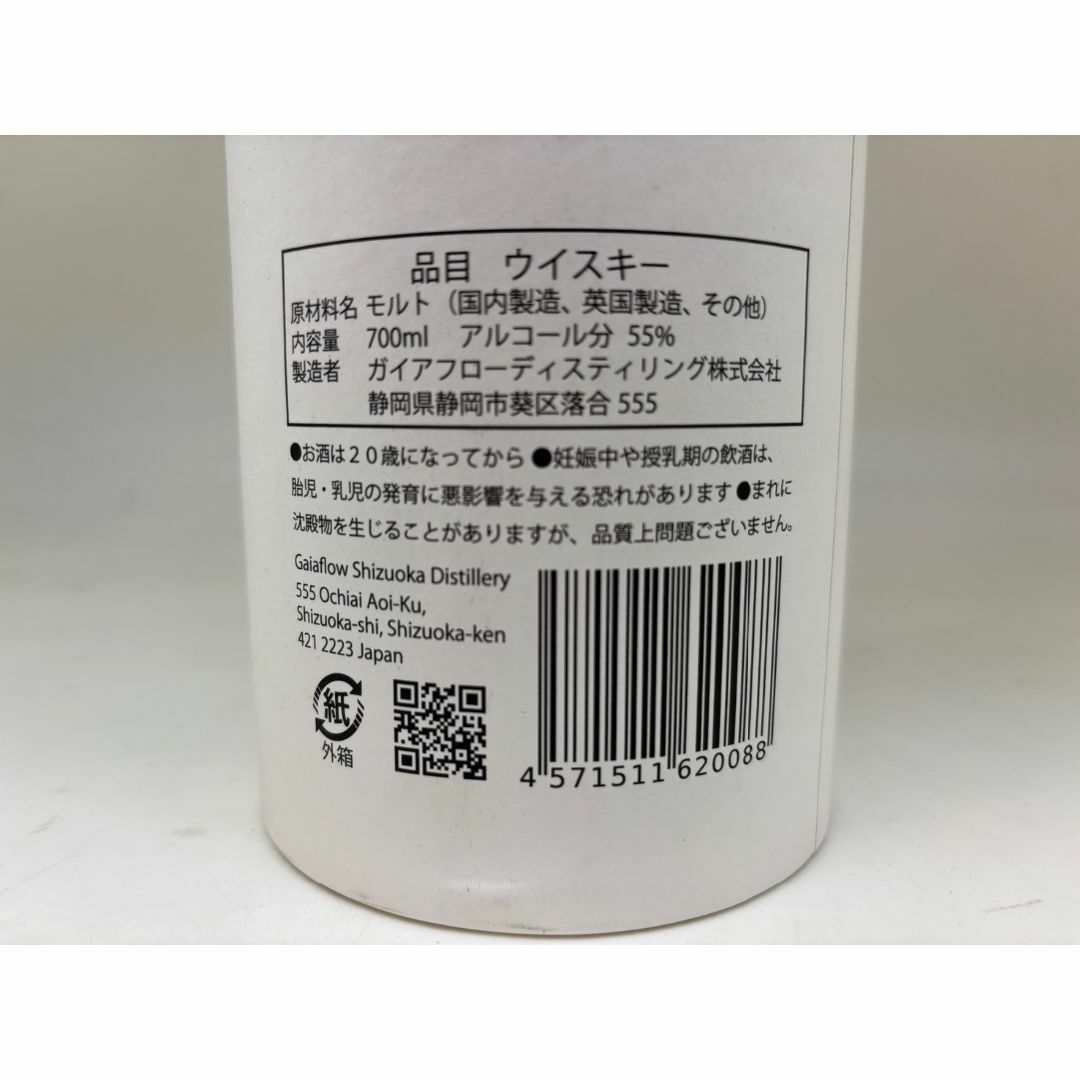 品目 ウイスキー
原材料名 モルト（国内製造、英国製造、その他）
内容量 700ml アルコール分 55%
製造者 ガイアフローディスティリング株式会社
静岡県静岡市葵区落合 555
●お酒は２０歳になってから ●妊娠中や授乳期の飲酒は、
胎児・乳児の発育に悪影響を与える恐れがあります ●まれに
沈殿物を生じることがありますが、品質上問題ございません。
Gaiaflow Shizuoka Distillery
555 Ochiai Aoi-Ku,
Shizuoka-shi, Shizuoka-ken
421 2223 Japan
紙
外箱
4 571511 620088